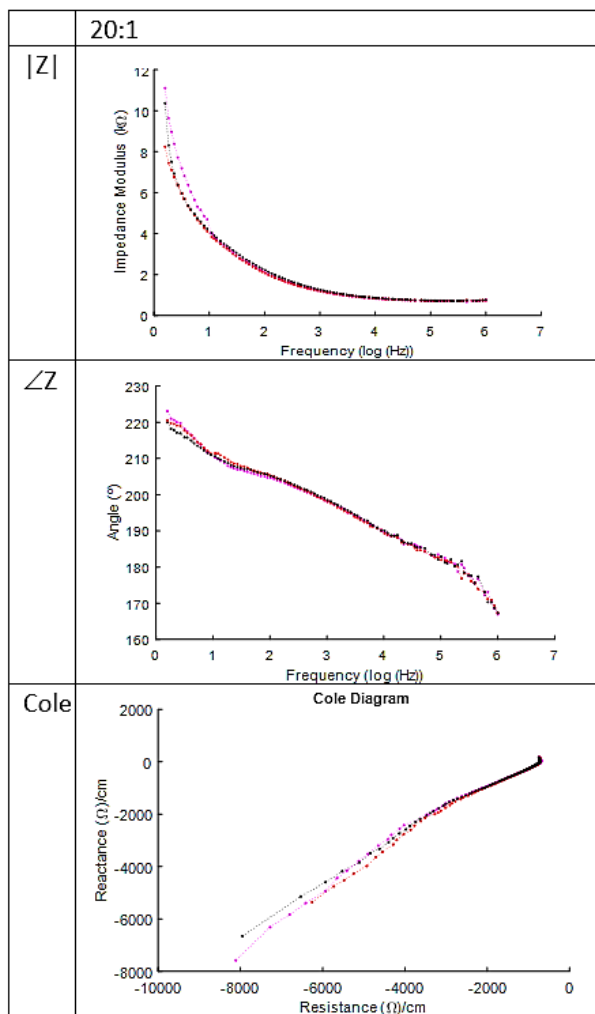 20:1
|Z|
12
10
8
6
4
2
0
Impedance Modulus (kΩ)
0 1 2 3 4 5 6 7
Frequency (log (Hz))
∠Z
230
220
210
200
190
180
170
160
Angle (º)
0 1 2 3 4 5 6 7
Frequency (log (Hz))
Cole
Cole Diagram
2000
0
-2000
-4000
-6000
-8000
Reactance (Ω)/cm
-10000 -8000 -6000 -4000 -2000 0
Resistance (Ω)/cm